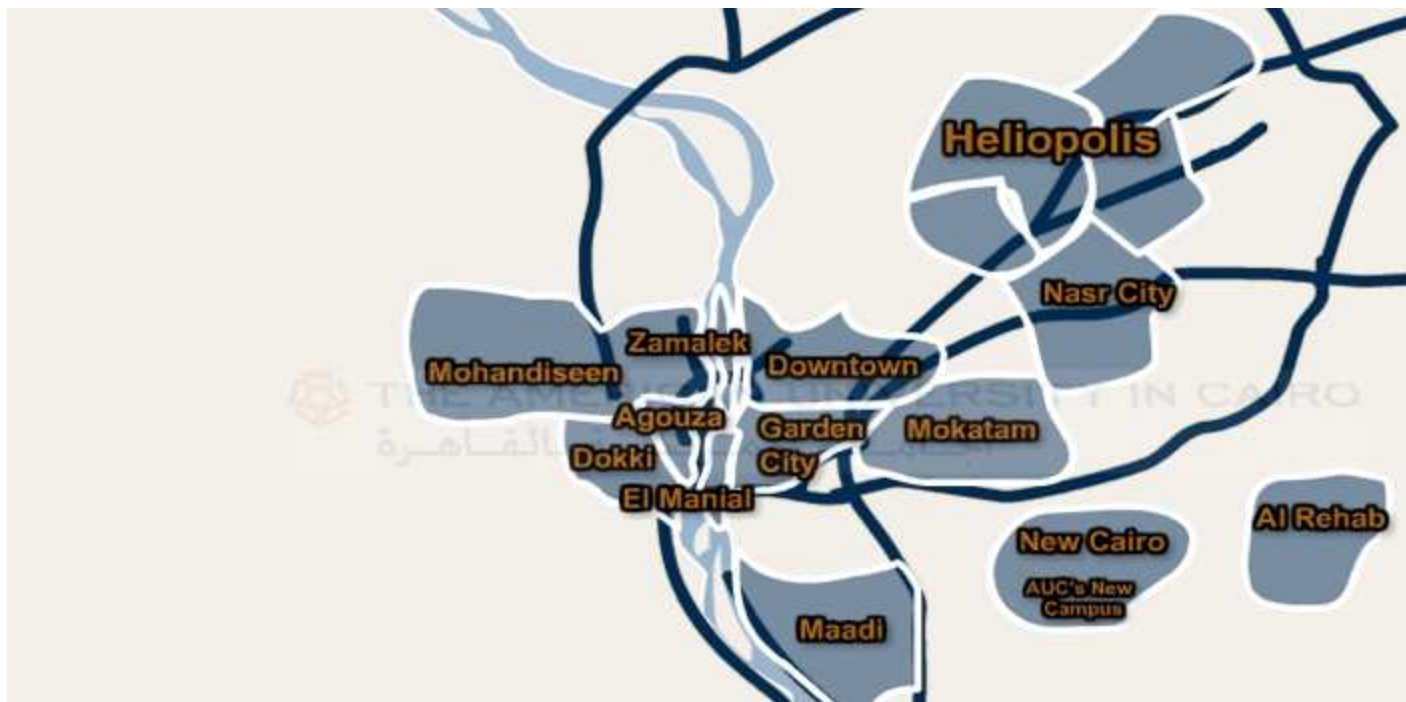 Heliopolis
Nasr City
Zamalek
Mohandiseen
Downtown
Agouza
Garden
City
Mokatam
Dokki
El Manial
Al Rehab
New Cairo
AUC's New
Campus
Maadi
THE AMERICAN UNIVERSITY IN CAIRO